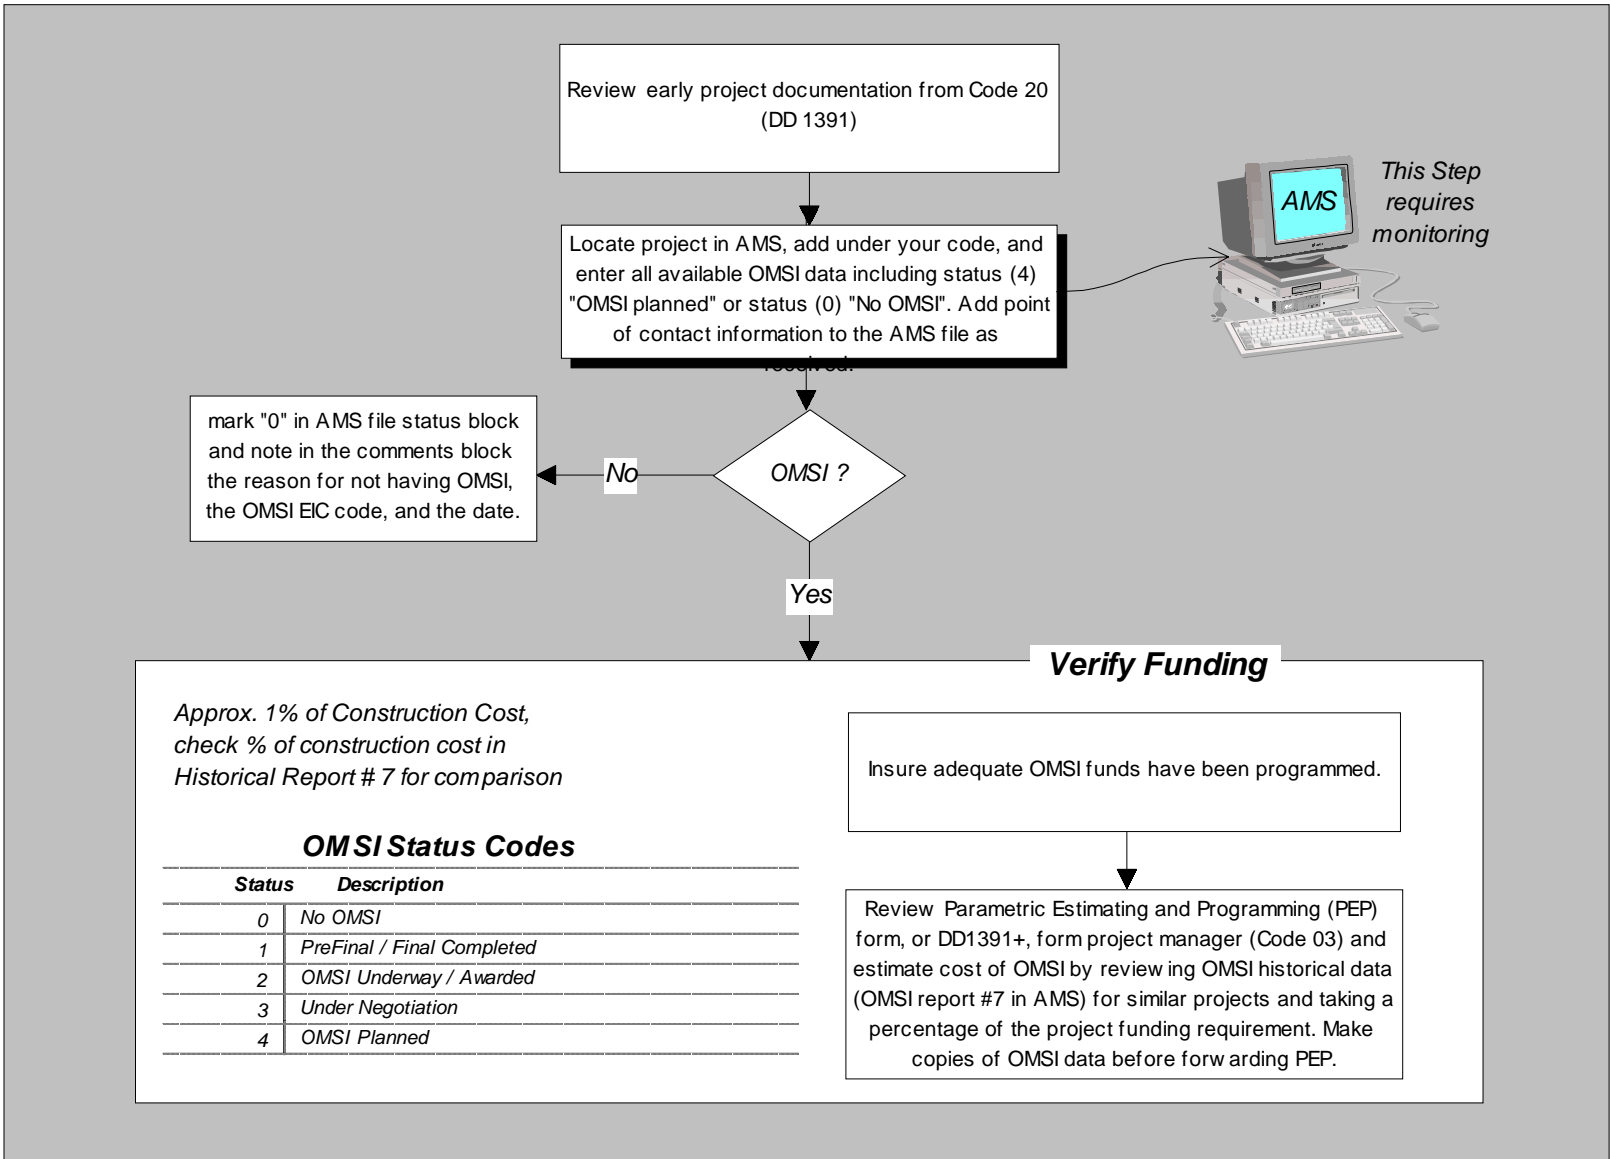 Review early project documentation from Code 20
(DD 1391)
Locate project in AMS, add under your code, and
enter all available OMSI data including status (4)
"OMSI planned" or status (0) "No OMSI". Add point
of contact information to the AMS file as
received.
AMS
This Step
requires
monitoring
mark "0" in AMS file status block
and note in the comments block
the reason for not having OMSI,
the OMSI EIC code, and the date.
No
OMSI ?
Yes
Verify Funding
Approx. 1% of Construction Cost,
check % of construction cost in
Historical Report # 7 for comparison
OMSI Status Codes
Status Description
0 No OMSI
1 PreFinal / Final Completed
2 OMSI Underway / Awarded
3 Under Negotiation
4 OMSI Planned
Insure adequate OMSI funds have been programmed.
Review Parametric Estimating and Programming (PEP)
form, or DD1391+, form project manager (Code 03) and
estimate cost of OMSI by reviewing OMSI historical data
(OMSI report #7 in AMS) for similar projects and taking a
percentage of the project funding requirement. Make
copies of OMSI data before forwarding PEP.